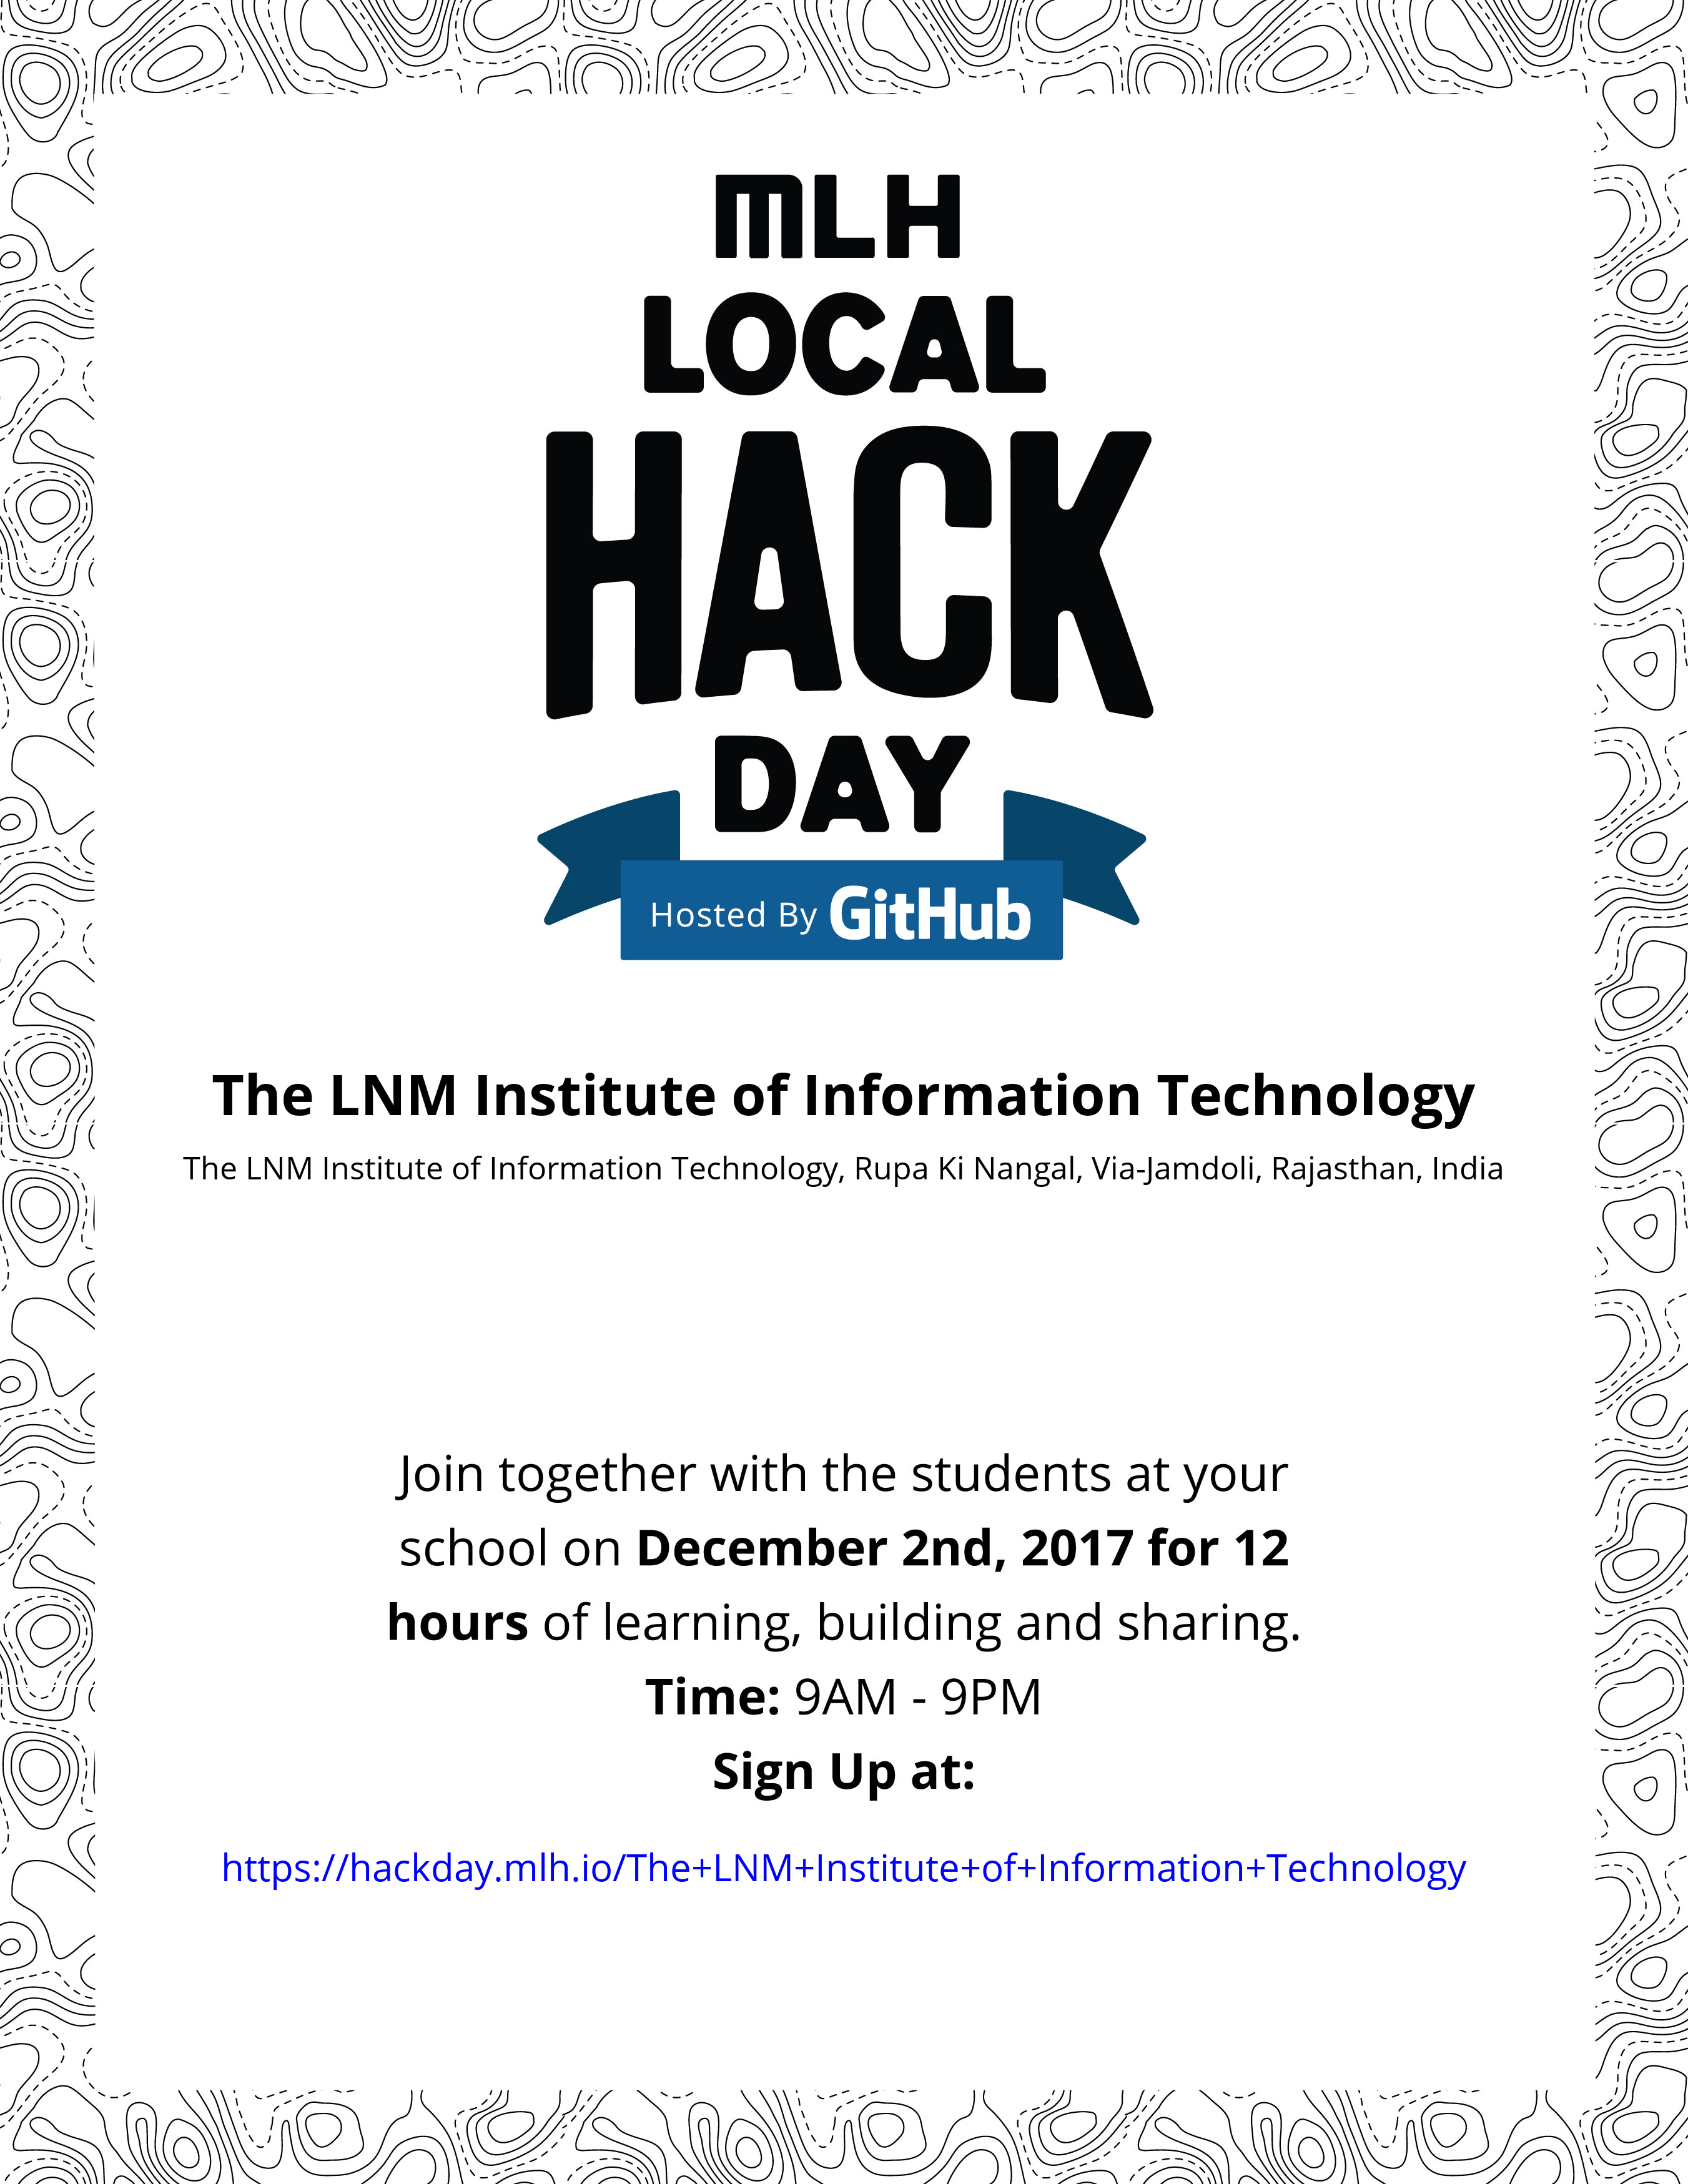 MLH
LOCAL
HACK
DAY
Hosted By GitHub
The LNM Institute of Information Technology
The LNM Institute of Information Technology, Rupa Ki Nangal, Via-Jamdoli, Rajasthan, India
Join together with the students at your
school on December 2nd, 2017 for 12
hours of learning, building and sharing.
Time: 9AM - 9PM
Sign Up at:
https://hackday.mlh.io/The+LNM+Institute+of+Information+Technology